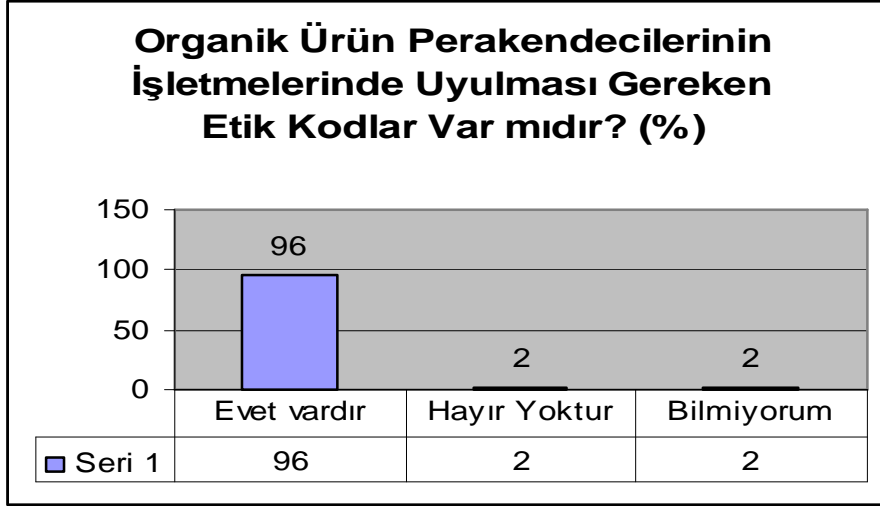 Organik Ürün Perakendecilerinin
İşletmelerinde Uyulması Gereken
Etik Kodlar Var mıdır? (%)
150
100
50
0
96
2
2
Evet vardır
Hayır Yoktur
Bilmiyorum
Seri 1
96
2
2